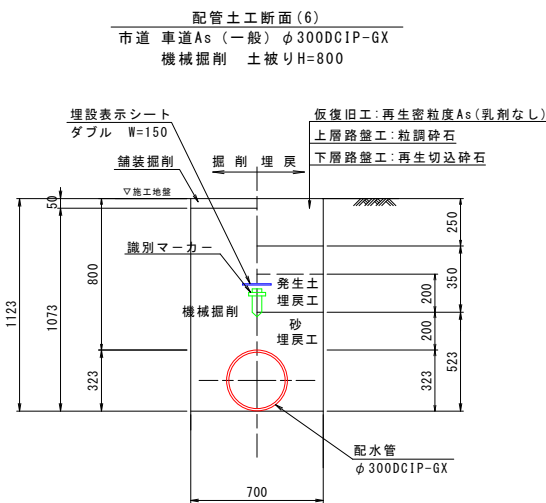 配管土工断面(6)
市道 車道As (一般) φ300DCIP-GX
機械掘削 土被りH=800
埋設表示シート
ダブル W=150
舗装掘削
掘削 埋戻
仮復旧工:再生密粒度As(乳剤なし)
上層路盤工:粒調砕石
下層路盤工:再生切込砕石
▽施工地盤
50
250
識別マーカー
800
発生土
埋戻工
200
350
1123
1073
機械掘削
砂
埋戻工
200
323
323
523
配水管
φ300DCIP-GX
700